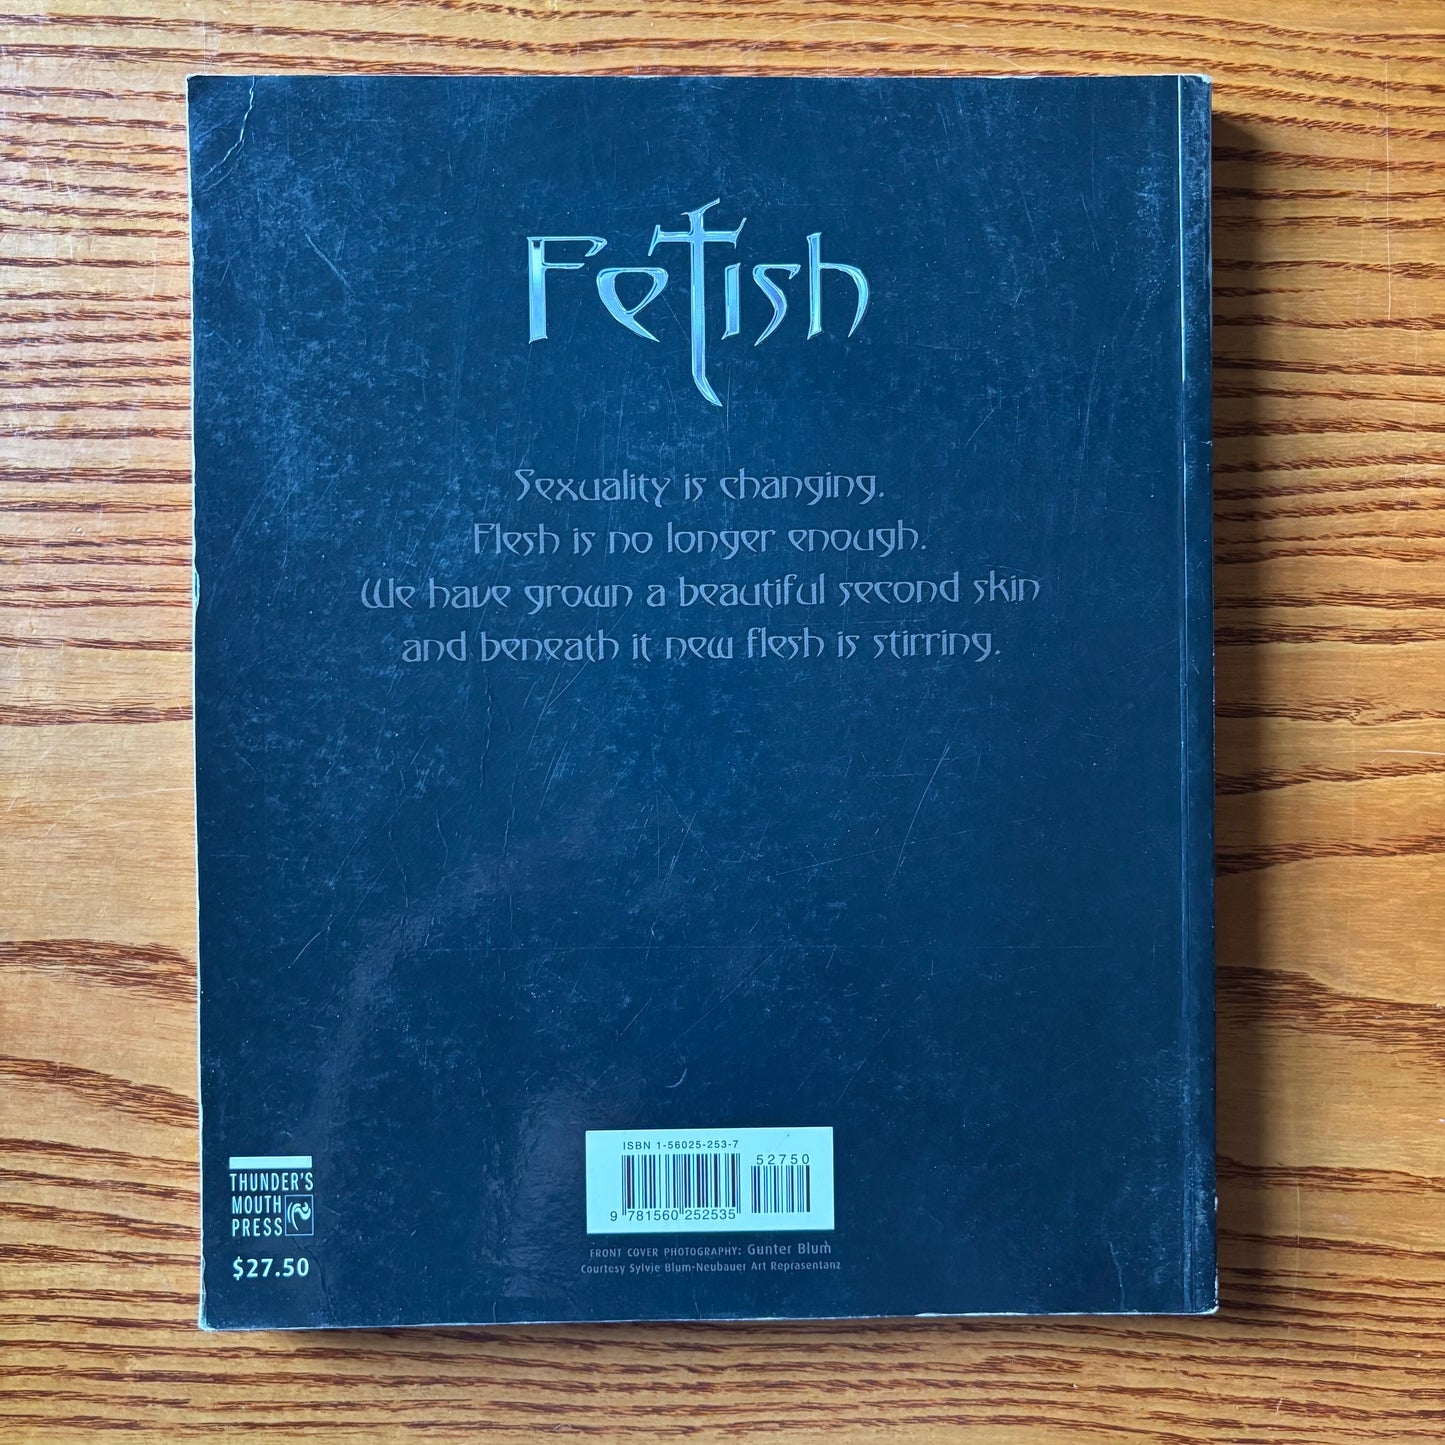 Fetish
Sexuality is changing.
Flesh is no longer enough.
We have grown a beautiful second skin
and beneath it new flesh is stirring.
ISBN 1-56025-253-7
52750
9 781560 252535
THUNDER'S
MOUTH
PRESS
$27.50
FRONT COVER PHOTOGRAPHY: Gunter Blum
Courtesy Sylvie Blum•Neubauer Art Reprasentanz